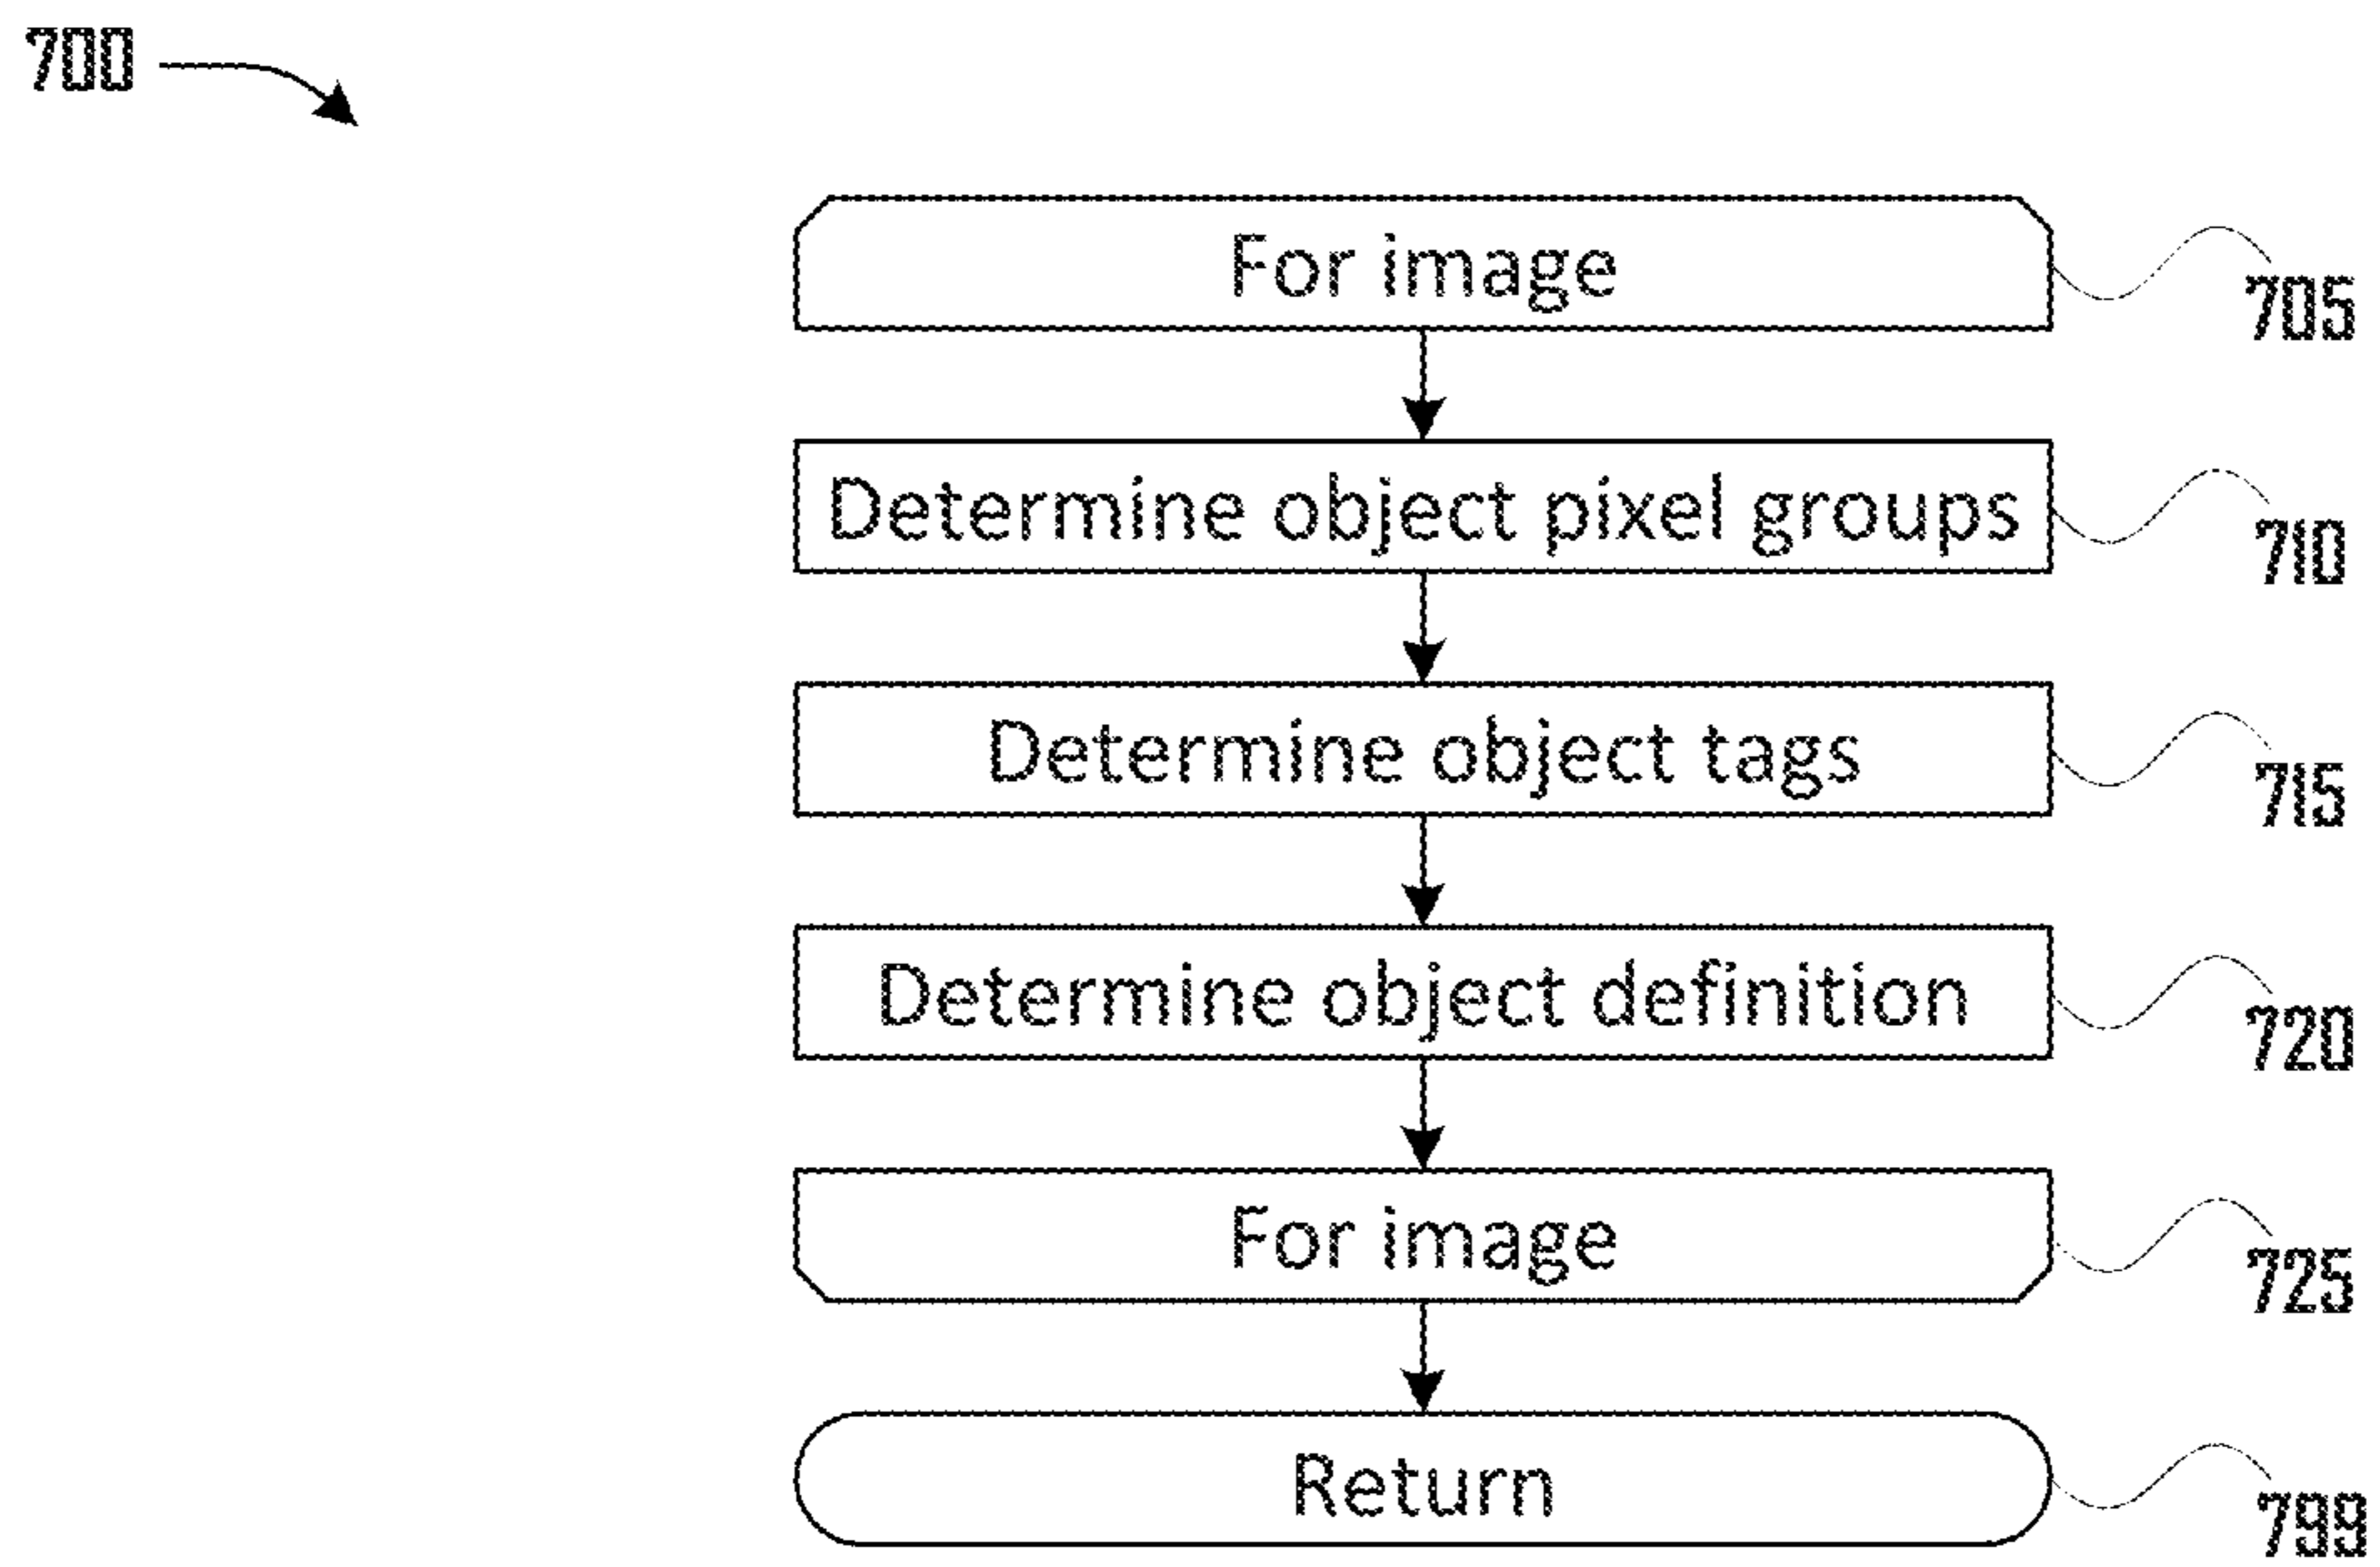 700
For image
705
Determine object pixel groups
710
Determine object tags
715
Determine object definition
720
For image
725
Return
799